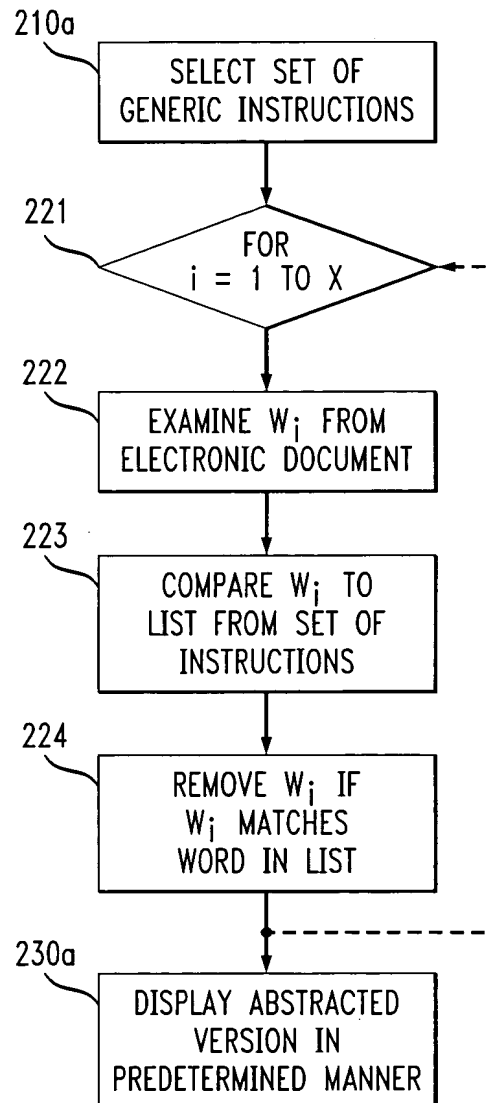 210a
SELECT SET OF
GENERIC INSTRUCTIONS
221
FOR
i = 1 TO X
222
EXAMINE Wi FROM
ELECTRONIC DOCUMENT
223
COMPARE Wi TO
LIST FROM SET OF
INSTRUCTIONS
224
REMOVE Wi IF
Wi MATCHES
WORD IN LIST
230a
DISPLAY ABSTRACTED
VERSION IN
PREDETERMINED MANNER